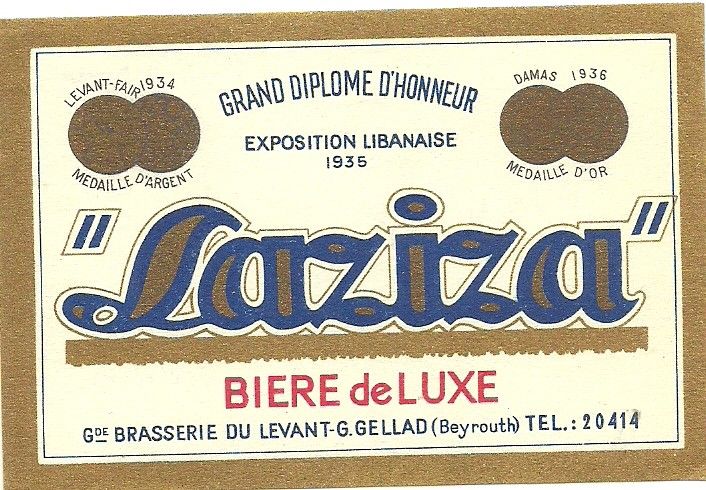 LEVANT-FAIR 1934
MEDAILLE D'ARGENT
GRAND DIPLOME D'HONNEUR
EXPOSITION LIBANAISE
1935
DAMAS 1936
MEDAILLE D'OR
"Laziza"
BIERE de LUXE
GDE BRASSERIE DU LEVANT-G.GELLAD (Beyrouth) TEL.: 20414